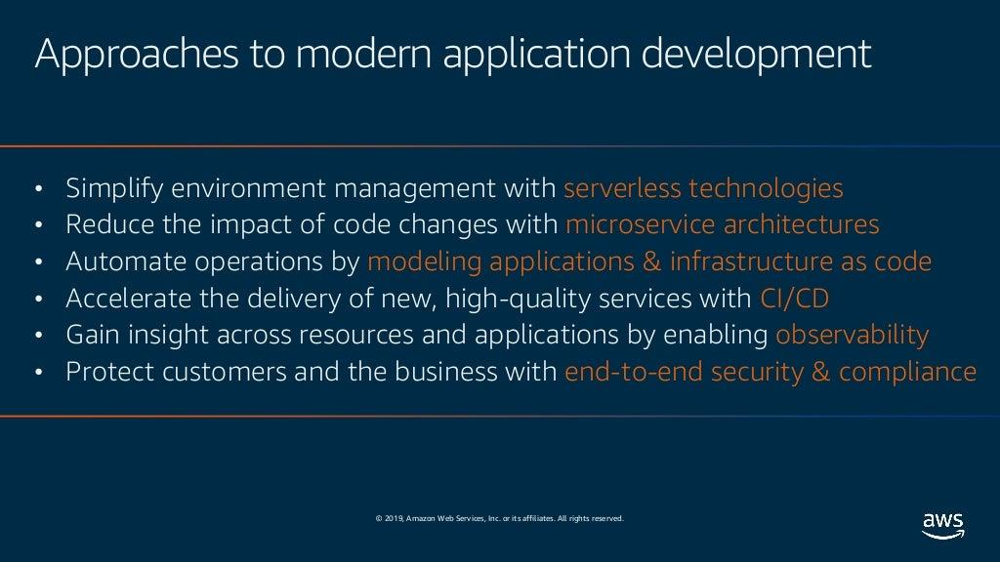 Approaches to modern application development
• Simplify environment management with serverless technologies
• Reduce the impact of code changes with microservice architectures
• Automate operations by modeling applications & infrastructure as code
• Accelerate the delivery of new, high-quality services with CI/CD
• Gain insight across resources and applications by enabling observability
• Protect customers and the business with end-to-end security & compliance
© 2019, Amazon Web Services, Inc. or its affiliates. All rights reserved.
aws